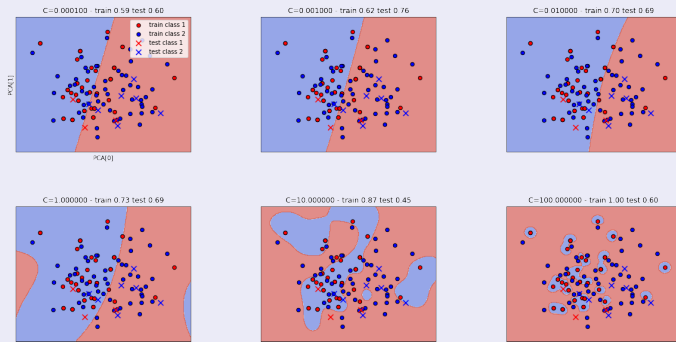 C=0.000100 - train 0.59 test 0.60
train class 1
train class 2
test class 1
test class 2
PCA[1]
PCA[0]
C=0.001000 - train 0.62 test 0.76
C=0.010000 - train 0.70 test 0.69
C=1.000000 - train 0.73 test 0.69
C=10.000000 - train 0.87 test 0.45
C=100.000000 - train 1.00 test 0.60